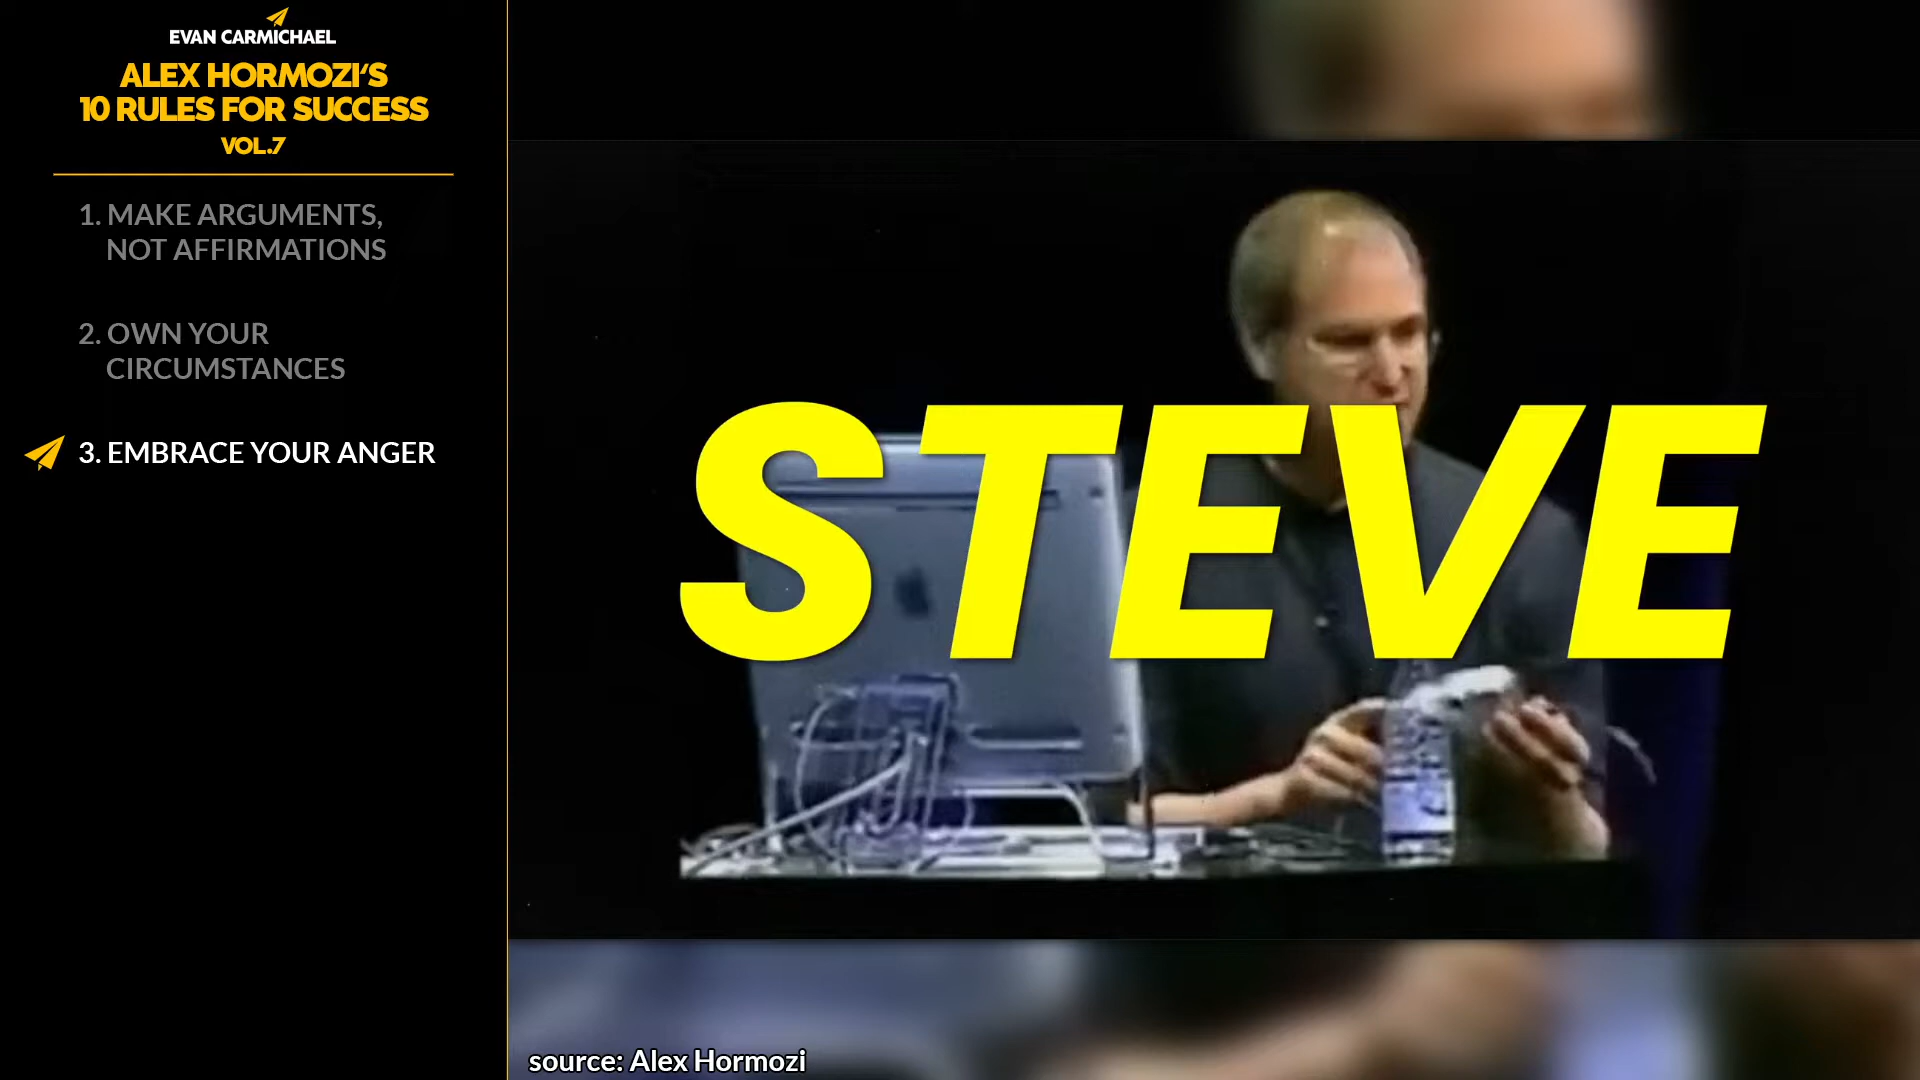 EVAN CARMICHAEL
ALEX HORMOZI'S
10 RULES FOR SUCCESS
VOL.7
1. MAKE ARGUMENTS,
NOT AFFIRMATIONS
2. OWN YOUR
CIRCUMSTANCES
3. EMBRACE YOUR ANGER
STEVE
source: Alex Hormozi